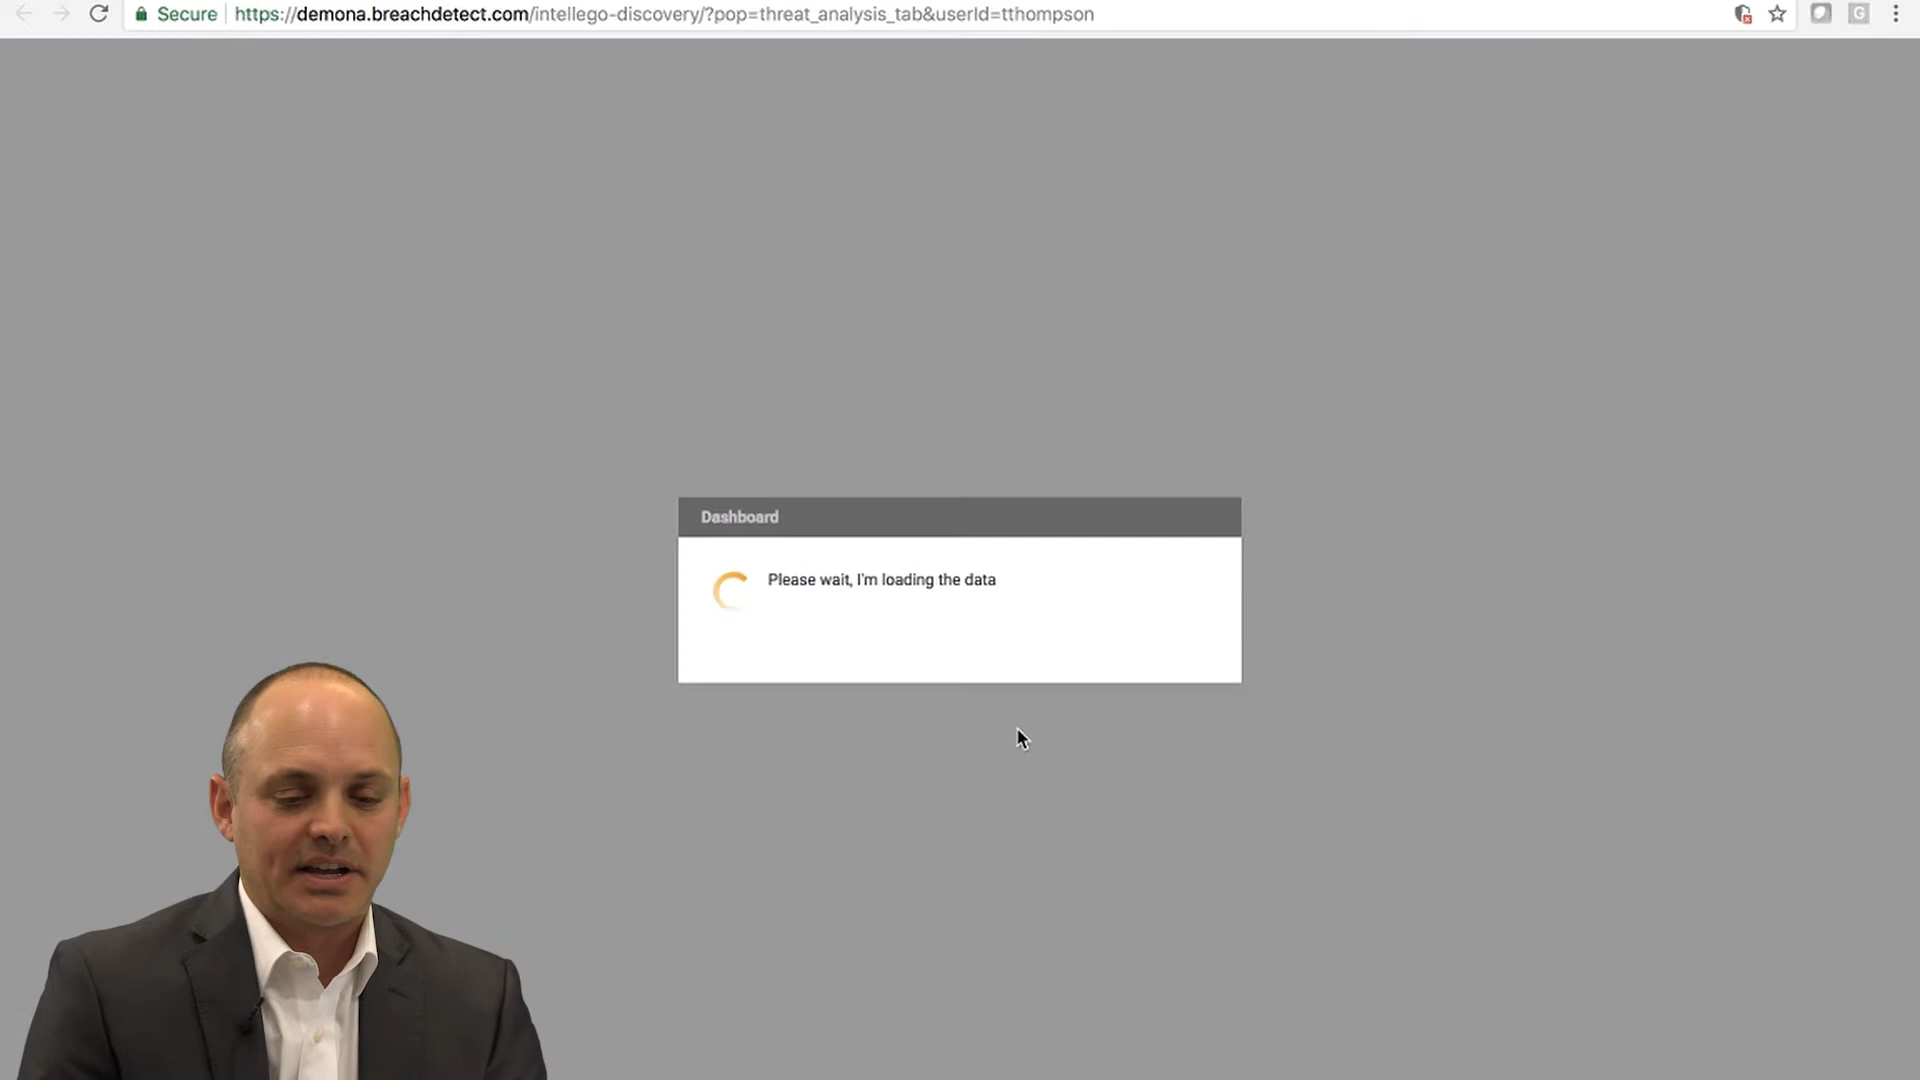 Secure https://demona.breachdetect.com/intellego-discovery/?pop=threat_analysis_tab&userId=tthompson
G
Dashboard
Please wait, I'm loading the data